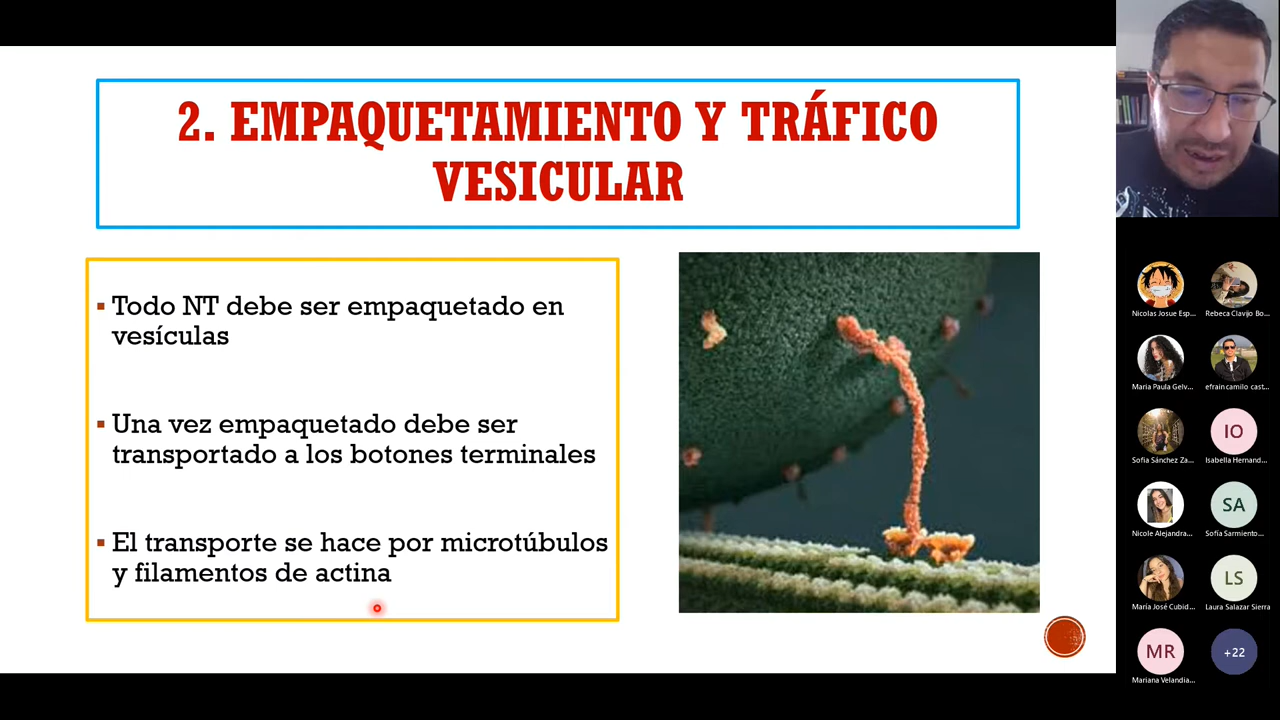 2. EMPAQUETAMIENTO Y TRÁFICO
VESICULAR
Todo NT debe ser empaquetado en
vesículas
Una vez empaquetado debe ser
transportado a los botones terminales
El transporte se hace por microtúbulos
y filamentos de actina
Nicolas Josue Esp...
Rebeca Clavijo Bo...
Maria Paula Gelv...
efrain camilo cast...
Sofia Sánchez Za...
IO
Isabella Hernand...
Nicole Alejandra...
SA
Sofía Sarmiento...
María José Cubid...
LS
Laura Salazar Sierra
MR
Mariana Velandia...
+22